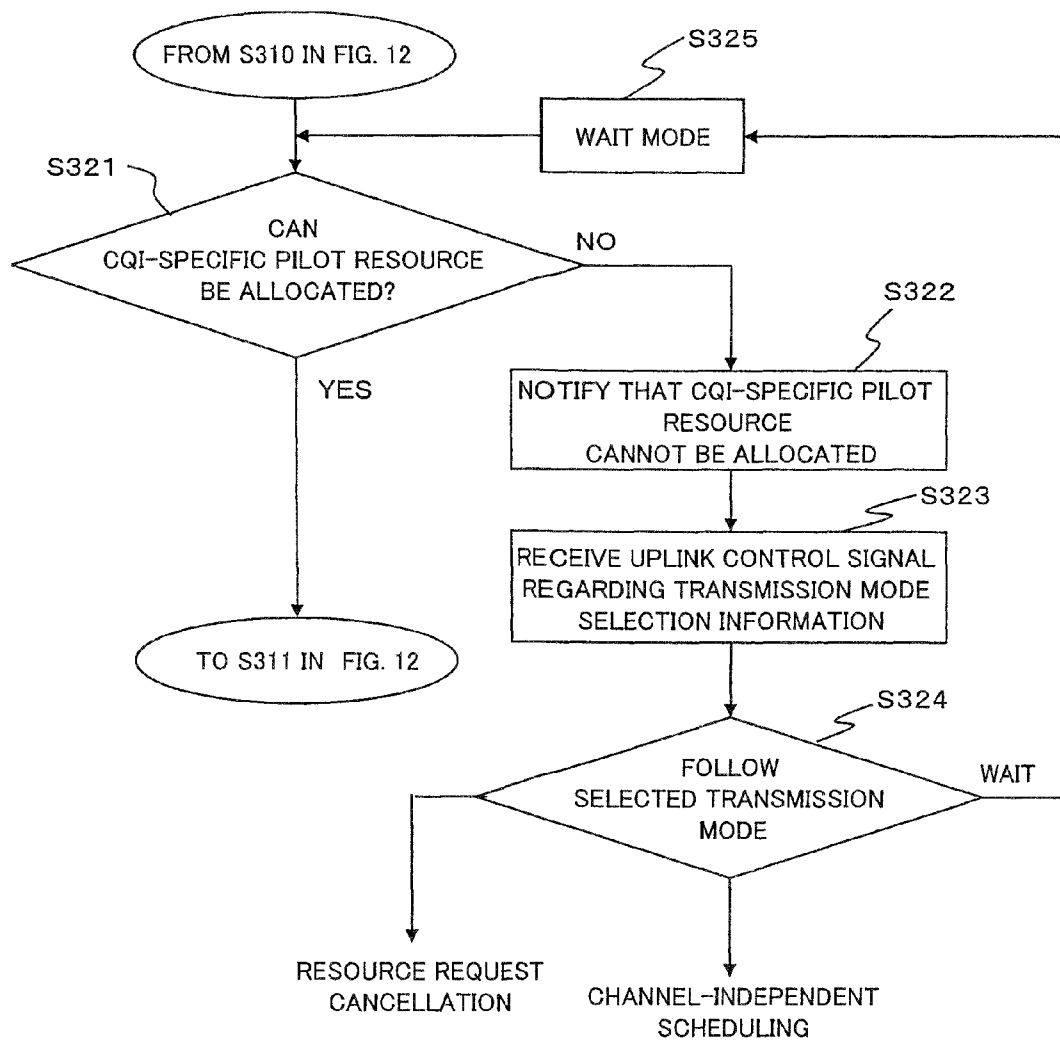 FROM S310 IN FIG. 12
S325
WAIT MODE
S321
CAN
CQI-SPECIFIC PILOT RESOURCE
BE ALLOCATED?
NO
S322
YES
NOTIFY THAT CQI-SPECIFIC PILOT
RESOURCE
CANNOT BE ALLOCATED
S323
RECEIVE UPLINK CONTROL SIGNAL
REGARDING TRANSMISSION MODE
SELECTION INFORMATION
TO S311 IN FIG. 12
S324
FOLLOW
SELECTED TRANSMISSION
MODE
WAIT
RESOURCE REQUEST
CANCELLATION
CHANNEL-INDEPENDENT
SCHEDULING